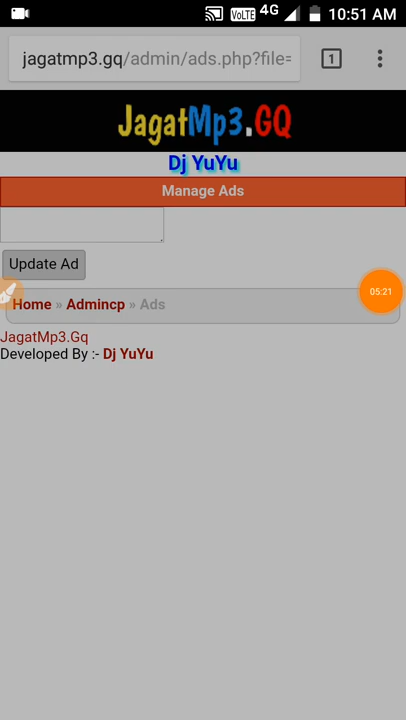 VoLTE 4G 10:51 AM
jagatmp3.gq/admin/ads.php?file=
1
JagatMp3.GQ
Dj YuYu
Manage Ads
Update Ad
05:21
Home » Admincp » Ads
JagatMp3.Gq
Developed By :- Dj YuYu